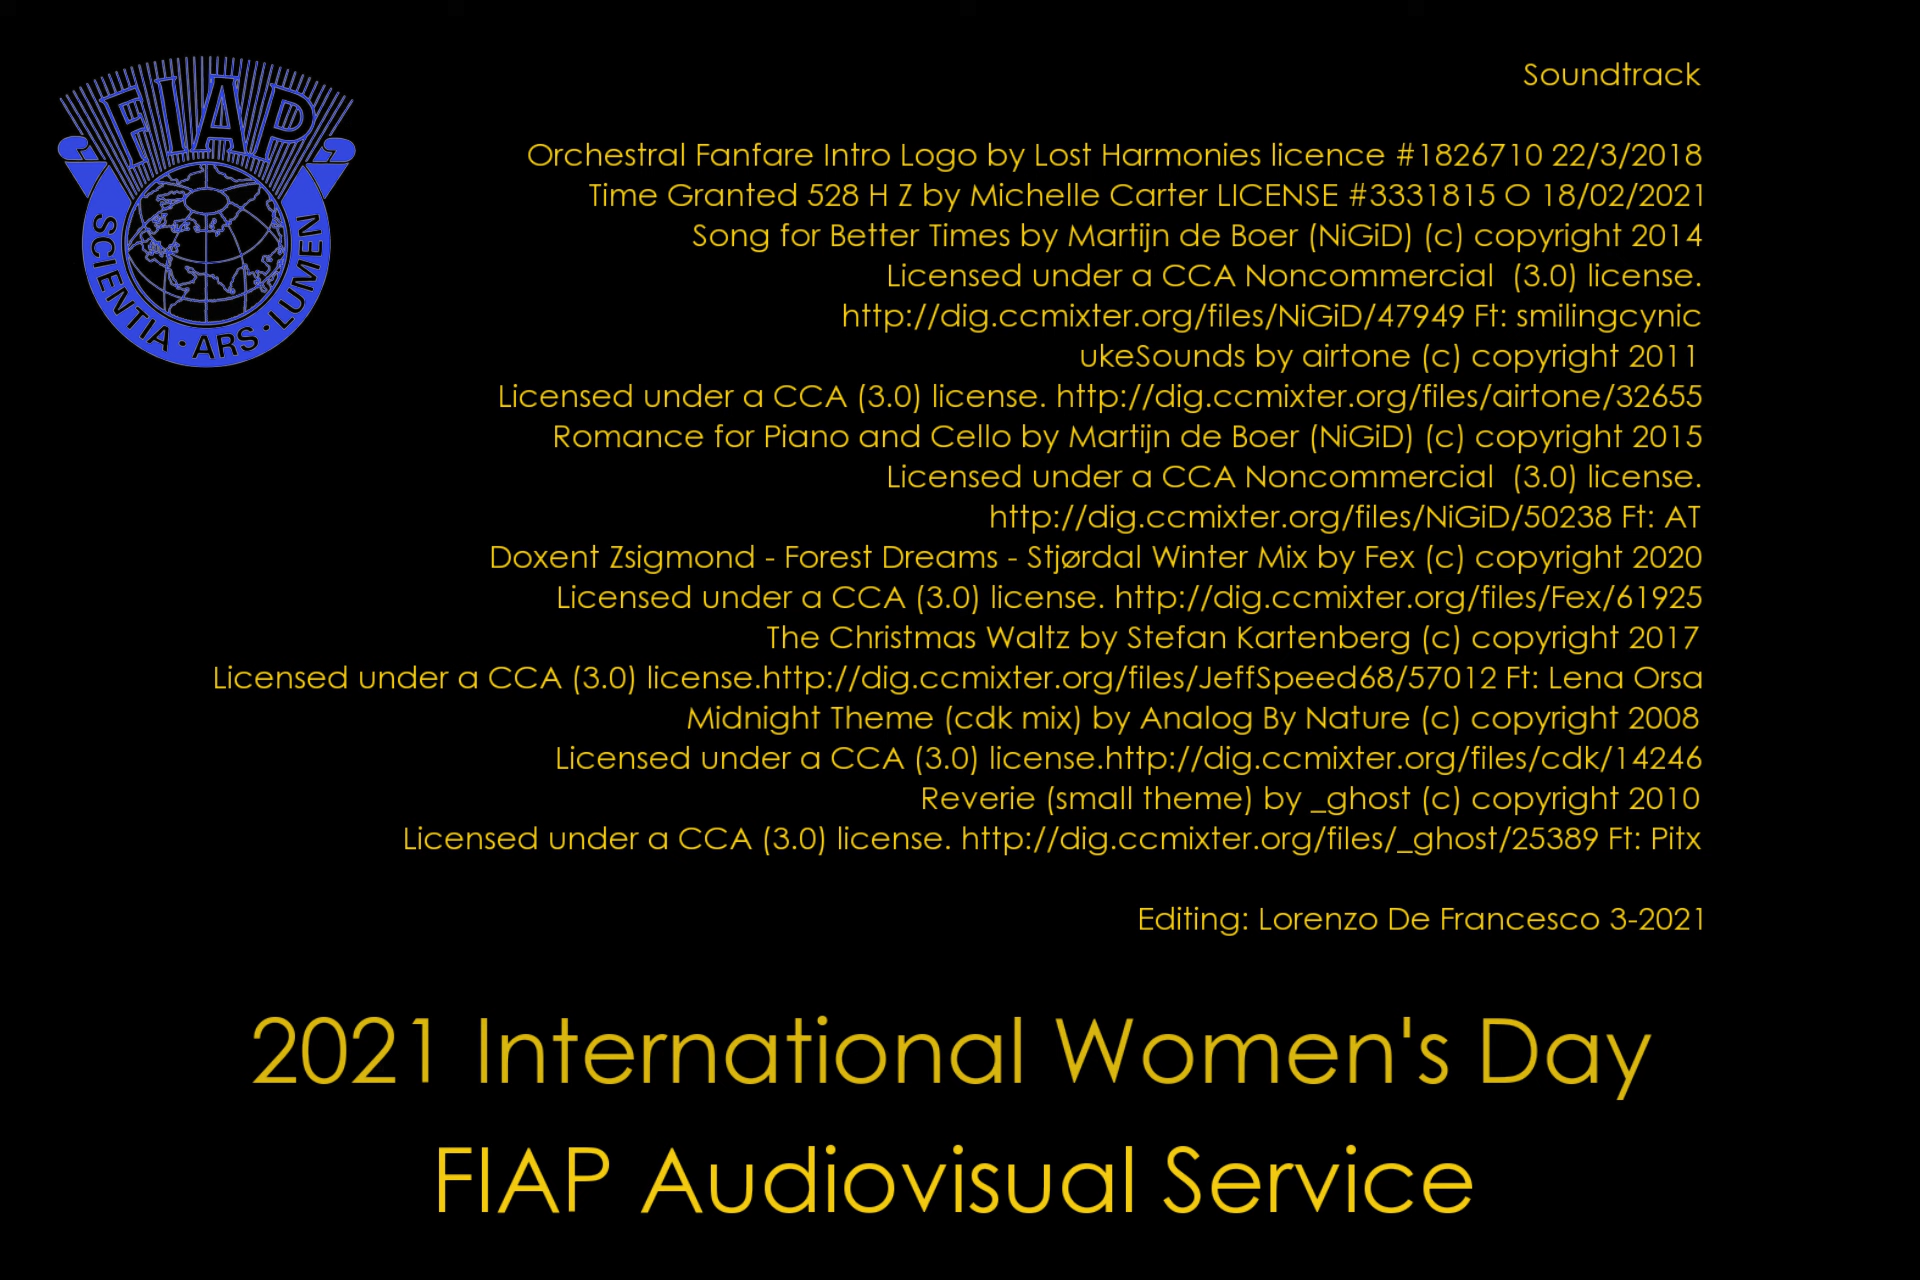 FIAP
SCIENTIA · ARS · LUMEN
Soundtrack
Orchestral Fanfare Intro Logo by Lost Harmonies licence #1826710 22/3/2018
Time Granted 528 H Z by Michelle Carter LICENSE #3331815 O 18/02/2021
Song for Better Times by Martijn de Boer (NiGiD) (c) copyright 2014
Licensed under a CCA Noncommercial  (3.0) license.
http://dig.ccmixter.org/files/NiGiD/47949 Ft: smilingcynic
ukeSounds by airtone (c) copyright 2011
Licensed under a CCA (3.0) license. http://dig.ccmixter.org/files/airtone/32655
Romance for Piano and Cello by Martijn de Boer (NiGiD) (c) copyright 2015
Licensed under a CCA Noncommercial  (3.0) license.
http://dig.ccmixter.org/files/NiGiD/50238 Ft: AT
Doxent Zsigmond - Forest Dreams - Stjørdal Winter Mix by Fex (c) copyright 2020
Licensed under a CCA (3.0) license. http://dig.ccmixter.org/files/Fex/61925
The Christmas Waltz by Stefan Kartenberg (c) copyright 2017
Licensed under a CCA (3.0) license.http://dig.ccmixter.org/files/JeffSpeed68/57012 Ft: Lena Orsa
Midnight Theme (cdk mix) by Analog By Nature (c) copyright 2008
Licensed under a CCA (3.0) license.http://dig.ccmixter.org/files/cdk/14246
Reverie (small theme) by _ghost (c) copyright 2010
Licensed under a CCA (3.0) license. http://dig.ccmixter.org/files/_ghost/25389 Ft: Pitx
Editing: Lorenzo De Francesco 3-2021
2021 International Women's Day
FIAP Audiovisual Service